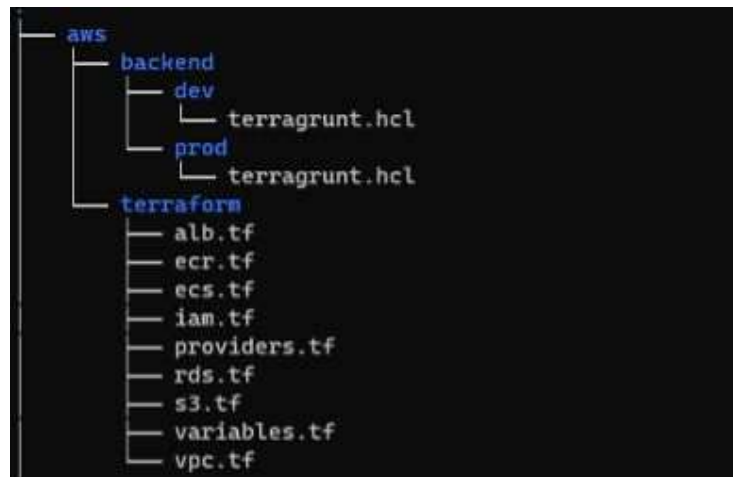 aws
backend
dev
terragrunt.hcl
prod
terragrunt.hcl
terraform
alb.tf
ecr.tf
ecs.tf
iam.tf
providers.tf
rds.tf
s3.tf
variables.tf
vpc.tf